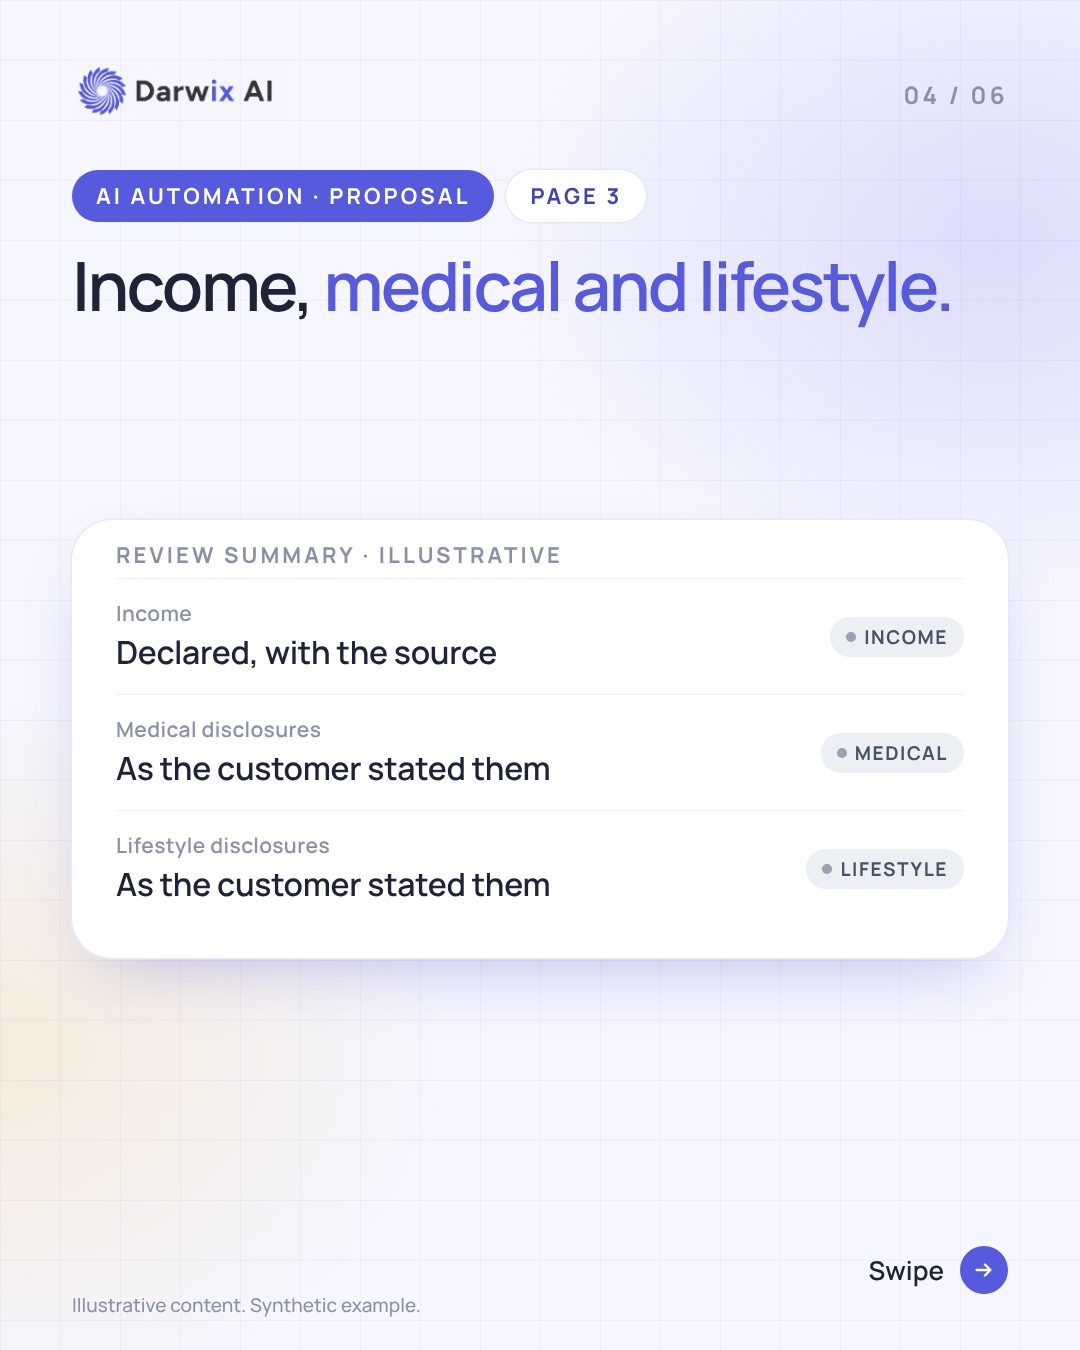 Darwix AI
04 / 06
AI AUTOMATION · PROPOSAL
PAGE 3
Income, medical and lifestyle.
REVIEW SUMMARY · ILLUSTRATIVE
Income
Declared, with the source
INCOME
Medical disclosures
As the customer stated them
MEDICAL
Lifestyle disclosures
As the customer stated them
LIFESTYLE
Swipe
Illustrative content. Synthetic example.